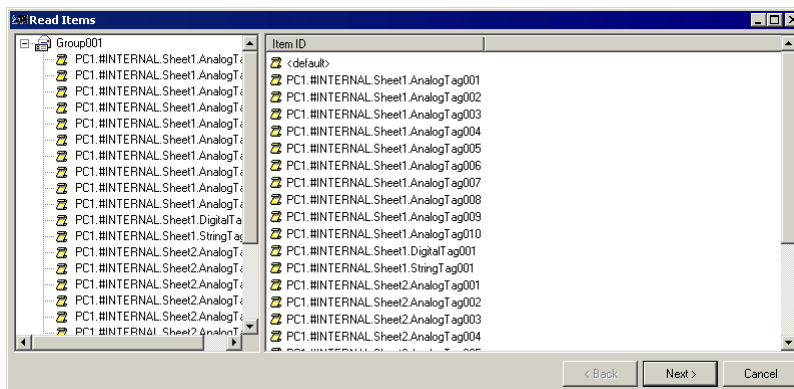 Read Items
Group001
PC1.#INTERNAL.Sheet1.AnalogTa
PC1.#INTERNAL.Sheet1.AnalogTa
PC1.#INTERNAL.Sheet1.AnalogTa
PC1.#INTERNAL.Sheet1.AnalogTa
PC1.#INTERNAL.Sheet1.AnalogTa
PC1.#INTERNAL.Sheet1.AnalogTa
PC1.#INTERNAL.Sheet1.AnalogTa
PC1.#INTERNAL.Sheet1.AnalogTa
PC1.#INTERNAL.Sheet1.AnalogTa
PC1.#INTERNAL.Sheet1.AnalogTa
PC1.#INTERNAL.Sheet1.DigitalTa
PC1.#INTERNAL.Sheet1.StringTag
PC1.#INTERNAL.Sheet2.AnalogTa
PC1.#INTERNAL.Sheet2.AnalogTa
PC1.#INTERNAL.Sheet2.AnalogTa
PC1.#INTERNAL.Sheet2.AnalogTa
PC1.#INTERNAL.Sheet2.AnalogTa
PC1.#INTERNAL.Sheet2.AnalogTa
Item ID
<default>
PC1.#INTERNAL.Sheet1.AnalogTag001
PC1.#INTERNAL.Sheet1.AnalogTag002
PC1.#INTERNAL.Sheet1.AnalogTag003
PC1.#INTERNAL.Sheet1.AnalogTag004
PC1.#INTERNAL.Sheet1.AnalogTag005
PC1.#INTERNAL.Sheet1.AnalogTag006
PC1.#INTERNAL.Sheet1.AnalogTag007
PC1.#INTERNAL.Sheet1.AnalogTag008
PC1.#INTERNAL.Sheet1.AnalogTag009
PC1.#INTERNAL.Sheet1.AnalogTag010
PC1.#INTERNAL.Sheet1.DigitalTag001
PC1.#INTERNAL.Sheet1.StringTag001
PC1.#INTERNAL.Sheet2.AnalogTag001
PC1.#INTERNAL.Sheet2.AnalogTag002
PC1.#INTERNAL.Sheet2.AnalogTag003
PC1.#INTERNAL.Sheet2.AnalogTag004
< Back
Next >
Cancel